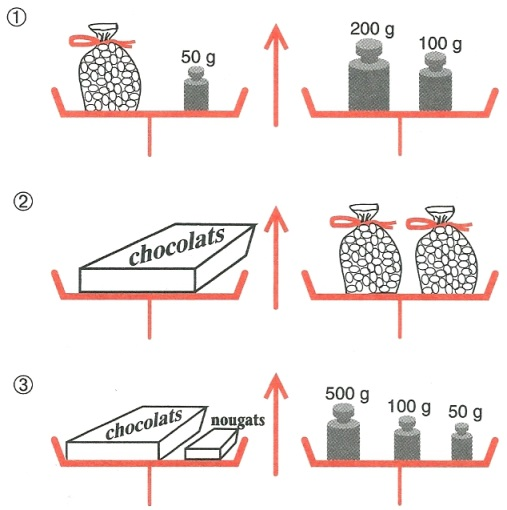 ①
50 g
200 g
100 g
②
chocolats
③
chocolats
nougats
500 g
100 g
50 g